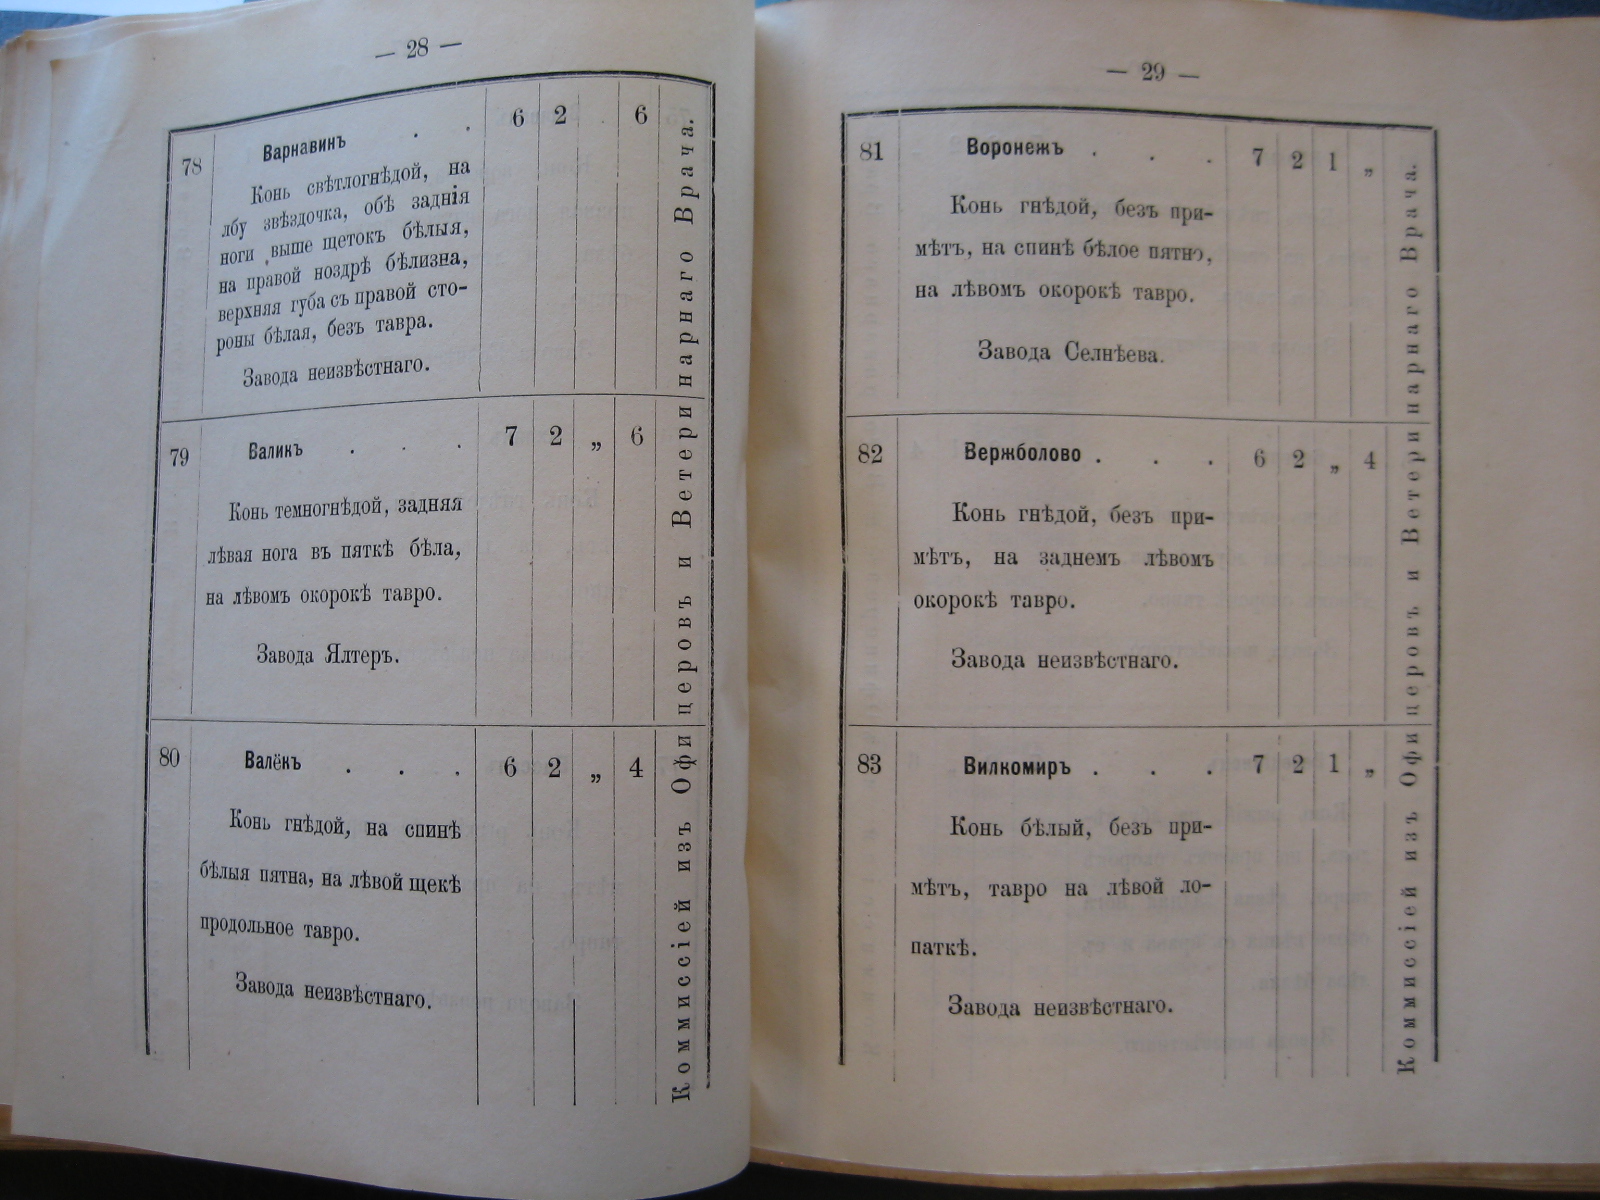 — 28 —
78 Варнавинъ . . 6 2 . 6
Конь свѣтлогнѣдой, на
лбу звѣздочка, обѣ заднія
ноги выше щетокъ бѣлыя,
на правой ноздрѣ бѣлизна,
верхняя губа съ правой сто-
роны бѣлая, безъ тавра.
Завода неизвѣстнаго.
79 Валикъ . . . 7 2 „ 6
Конь темногнѣдой, задняя
лѣвая нога въ пяткѣ бѣла,
на лѣвомъ окорокѣ тавро.
Завода Ялтеръ.
80 Валёкъ . . . 6 2 „ 4
Конь гнѣдой, на спинѣ
бѣлыя пятна, на лѣвой щекѣ
продольное тавро.
Завода неизвѣстнаго.
Коммиссіей изъ Офицеровъ и Ветеринарнаго Врача.
— 29 —
81 Воронежъ . . . 7 2 1 „
Конь гнѣдой, безъ при-
мѣтъ, на спинѣ бѣлое пятно,
на лѣвомъ окорокѣ тавро.
Завода Селнѣева.
82 Вержболово . . . 6 2 „ 4
Конь гнѣдой, безъ при-
мѣтъ, на заднемъ лѣвомъ
окорокѣ тавро.
Завода неизвѣстнаго.
83 Вилкомиръ . . . 7 2 1 „
Конь бѣлый, безъ при-
мѣтъ, тавро на лѣвой ло-
паткѣ.
Завода неизвѣстнаго.
Коммиссіей изъ Офицеровъ и Ветеринарнаго Врача.